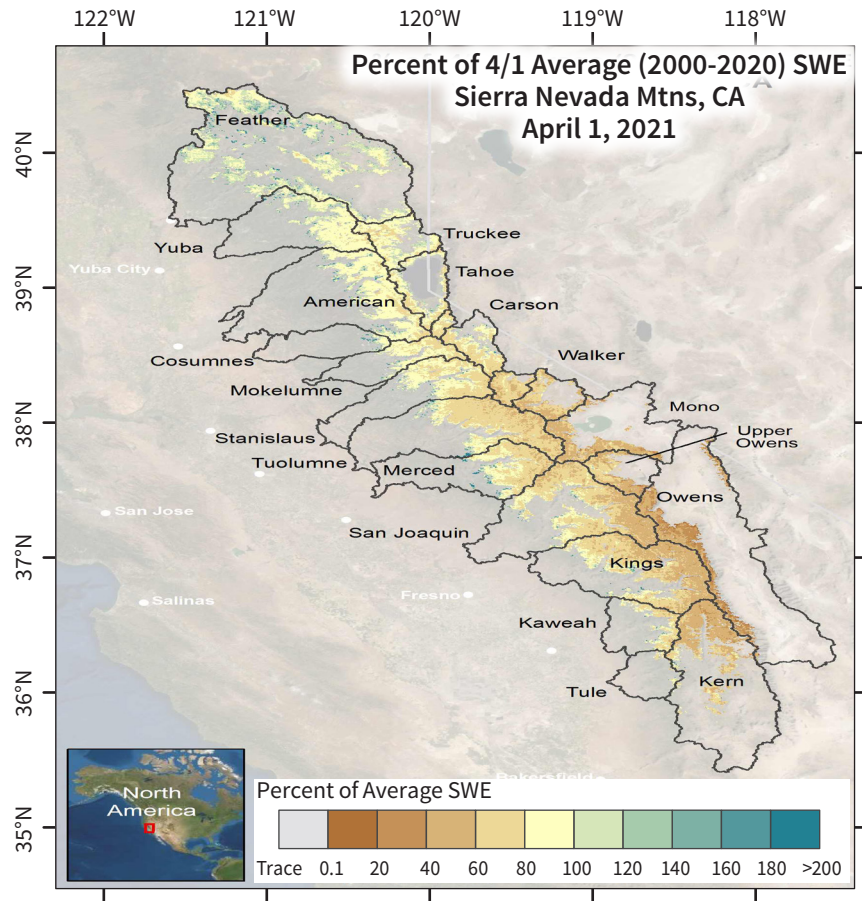 122°W 121°W 120°W 119°W 118°W
Percent of 4/1 Average (2000-2020) SWE
Sierra Nevada Mtns, CA
April 1, 2021
40°N
39°N
38°N
37°N
36°N
35°N
Feather
Truckee
Yuba
Yuba City
Tahoe
American
Carson
Cosumnes
Walker
Mokelumne
Mono
Stanislaus
Upper
Owens
Tuolumne
Merced
Owens
San Jose
San Joaquin
Kings
Fresno
Salinas
Kaweah
Kern
Tule
Bakersfield
North
America
Percent of Average SWE
Trace 0.1 20 40 60 80 100 120 140 160 180 >200